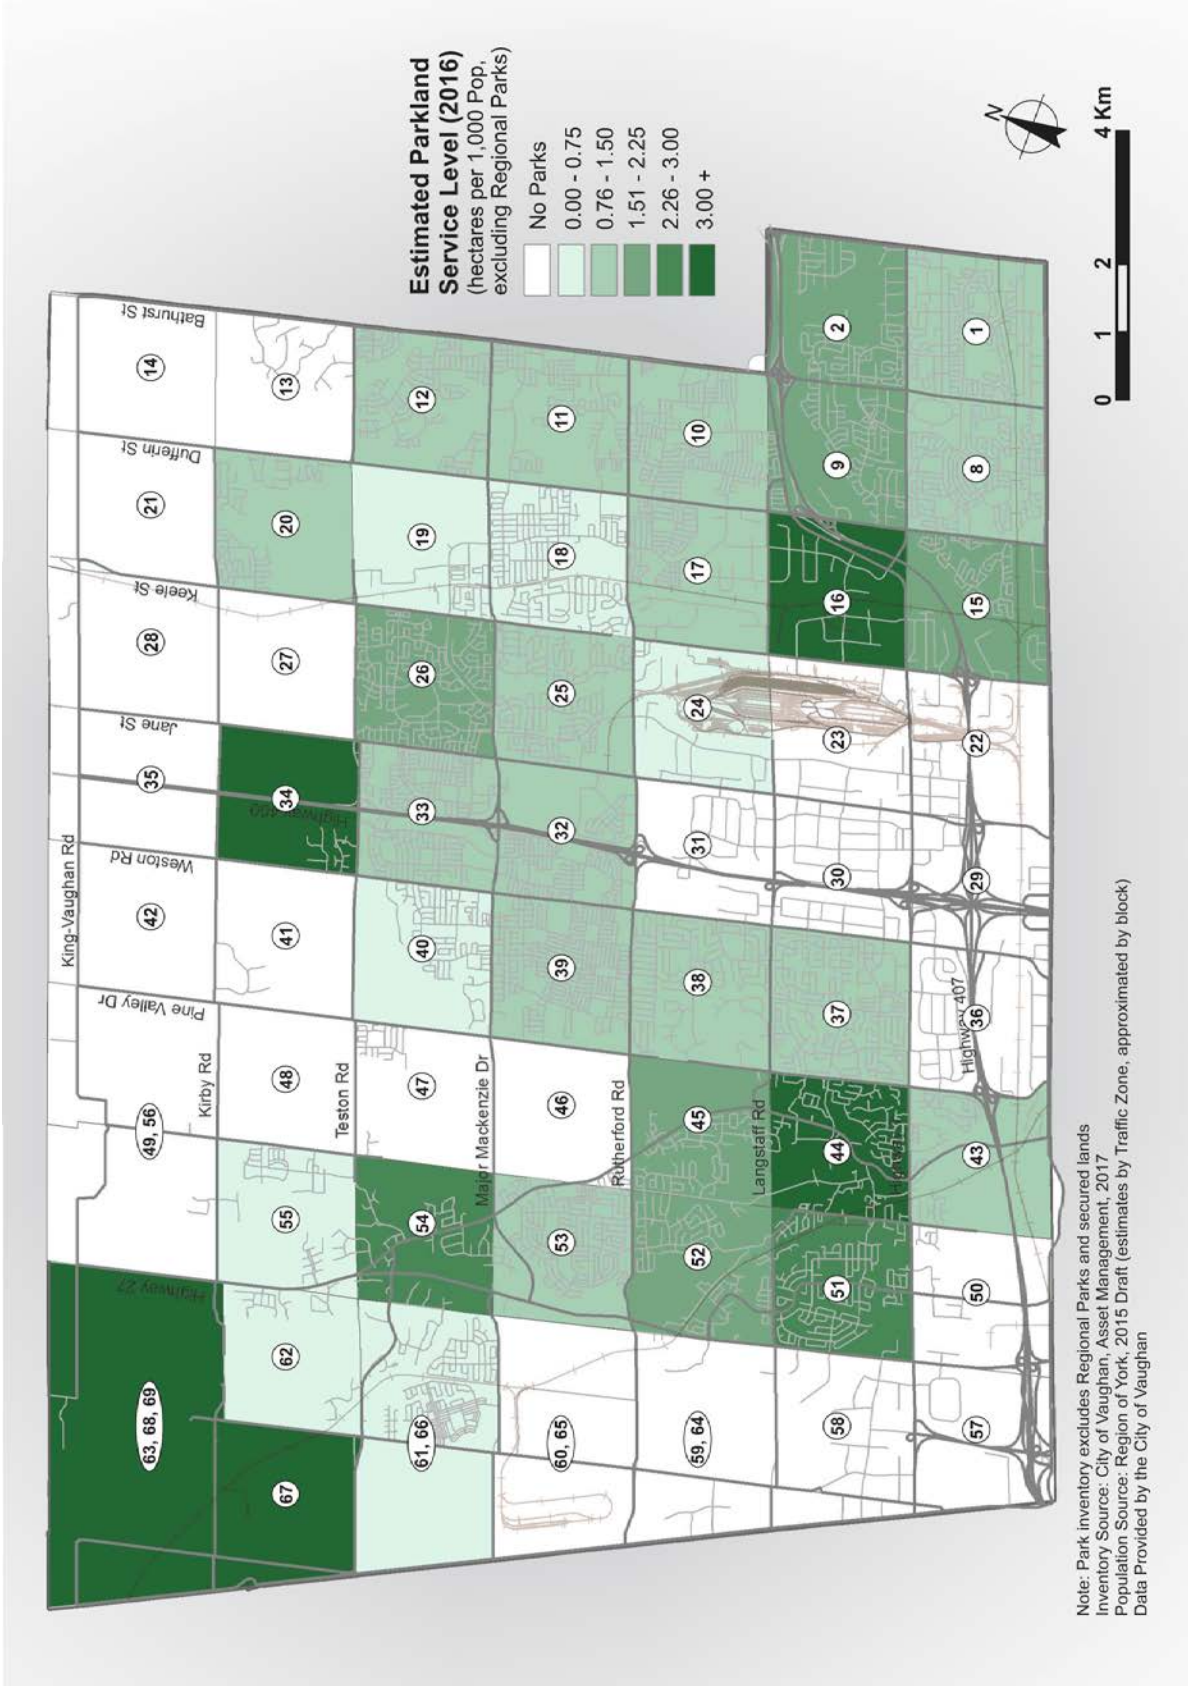 Estimated Parkland
Service Level (2016)
(hectares per 1,000 Pop,
excluding Regional Parks)
No Parks
0.00 - 0.75
0.76 - 1.50
1.51 - 2.25
2.26 - 3.00
3.00 +
N
0 1 2 4 Km
King-Vaughan Rd
Kirby Rd
Teston Rd
Major Mackenzie Dr
Rutherford Rd
Langstaff Rd
Highway 7
Highway 407
Highway 27
Pine Valley Dr
Weston Rd
Highway 400
Jane St
Keele St
Dufferin St
Bathurst St
63, 68, 69
49, 56
42
35
28
21
14
67
62
55
48
41
34
27
20
13
61, 66
54
47
40
33
26
19
12
60, 65
53
46
39
32
25
18
11
59, 64
52
45
38
31
24
17
10
58
51
44
37
30
23
16
9
2
57
50
43
36
29
22
15
8
1
Note: Park inventory excludes Regional Parks and secured lands
Inventory Source: City of Vaughan, Asset Management, 2017
Population Source: Region of York, 2015 Draft (estimates by Traffic Zone, approximated by block)
Data Provided by the City of Vaughan